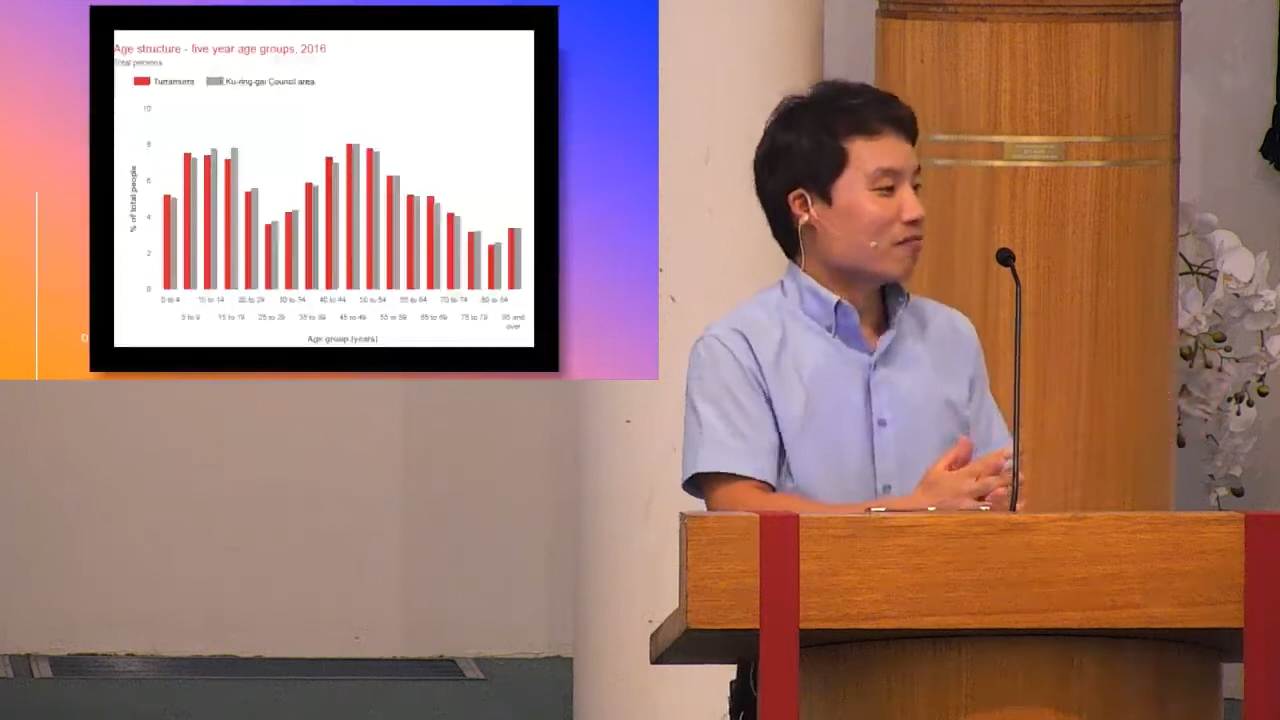 Age structure - five year age groups, 2016
Total persons
Turramurra Ku-ring-gai Council area
% of total people
10
8
6
4
2
0
0 to 4 10 to 14 20 to 24 30 to 34 40 to 44 50 to 54 60 to 64 70 to 74 80 to 84
5 to 9 15 to 19 25 to 29 35 to 39 45 to 49 55 to 59 65 to 69 75 to 79 85 and
over
Age group (years)